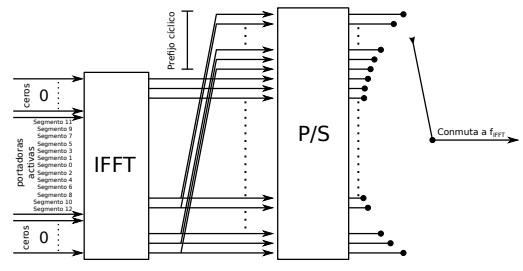 Prefijo cíclico
ceros
0
portadoras
activas
Segmento 11
Segmento 9
Segmento 7
Segmento 5
Segmento 3
Segmento 1
Segmento 0
Segmento 2
Segmento 4
Segmento 6
Segmento 8
Segmento 10
Segmento 12
ceros
0
IFFT
P/S
Conmuta a fIFFT